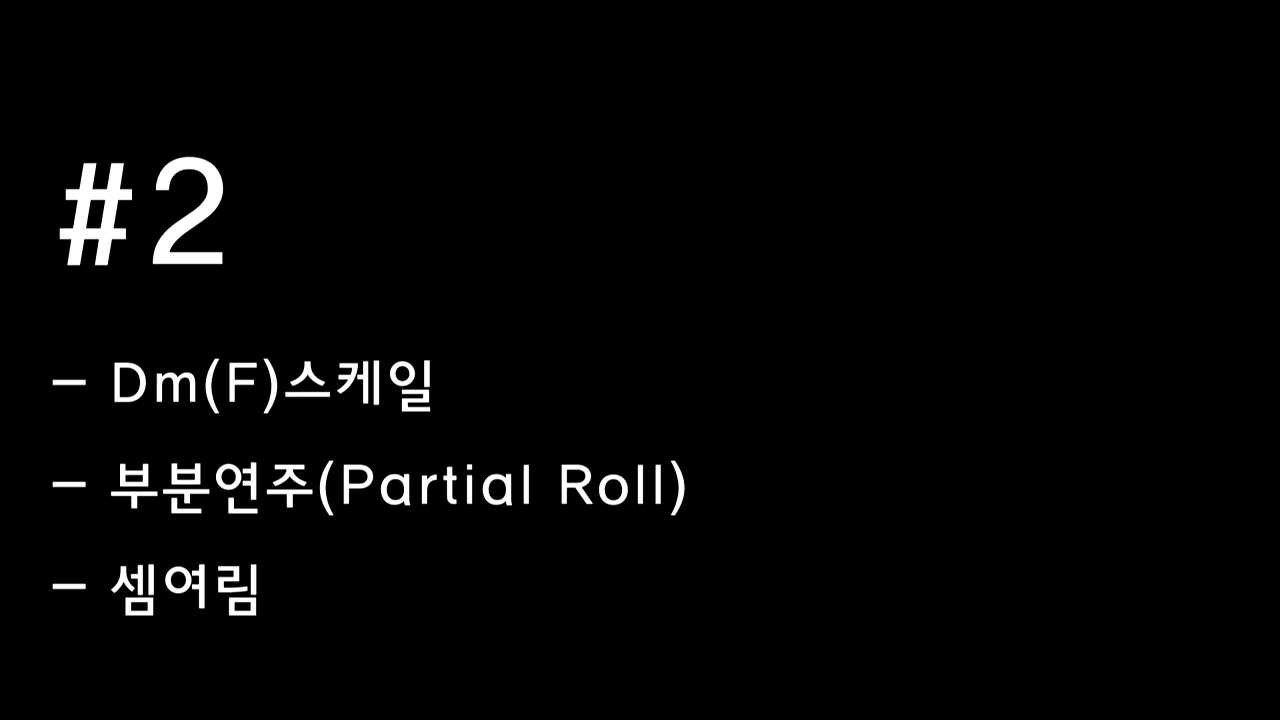 #2
– Dm(F)스케일
– 부분연주(Partial Roll)
– 셈여림